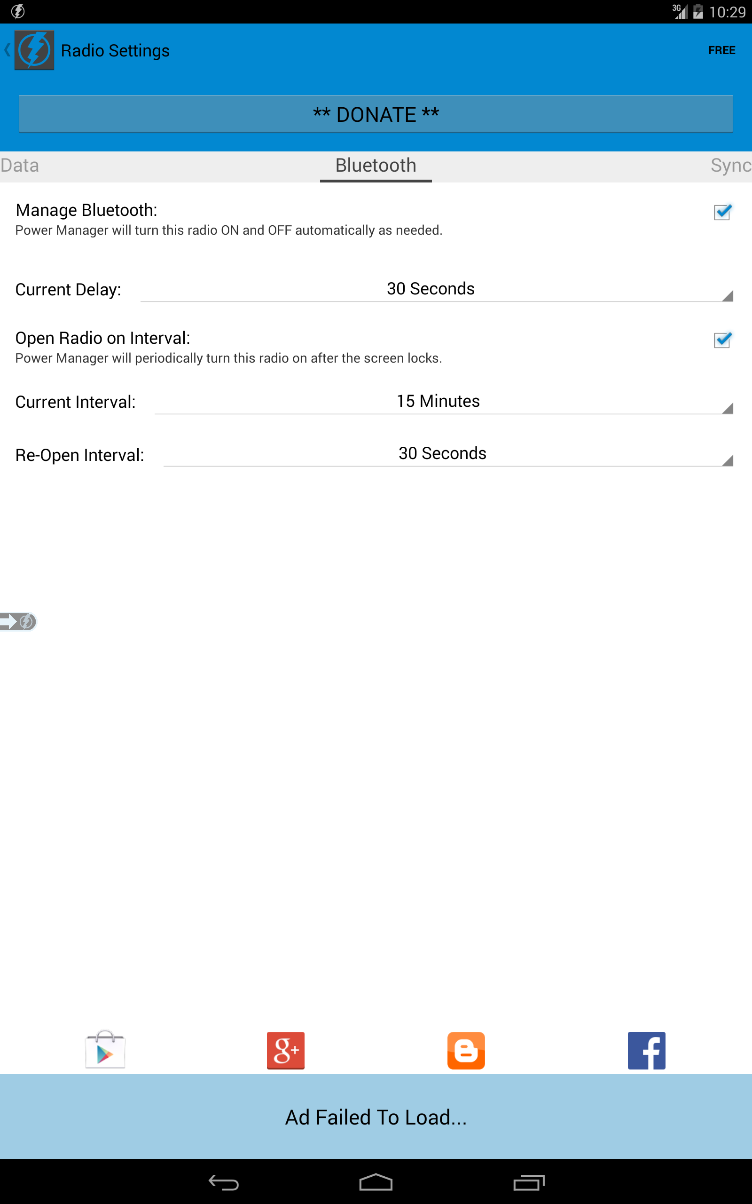 3G 10:29
Radio Settings FREE
** DONATE **
Data Bluetooth Sync
Manage Bluetooth:
Power Manager will turn this radio ON and OFF automatically as needed.
Current Delay: 30 Seconds
Open Radio on Interval:
Power Manager will periodically turn this radio on after the screen locks.
Current Interval: 15 Minutes
Re-Open Interval: 30 Seconds
g+
Ad Failed To Load...